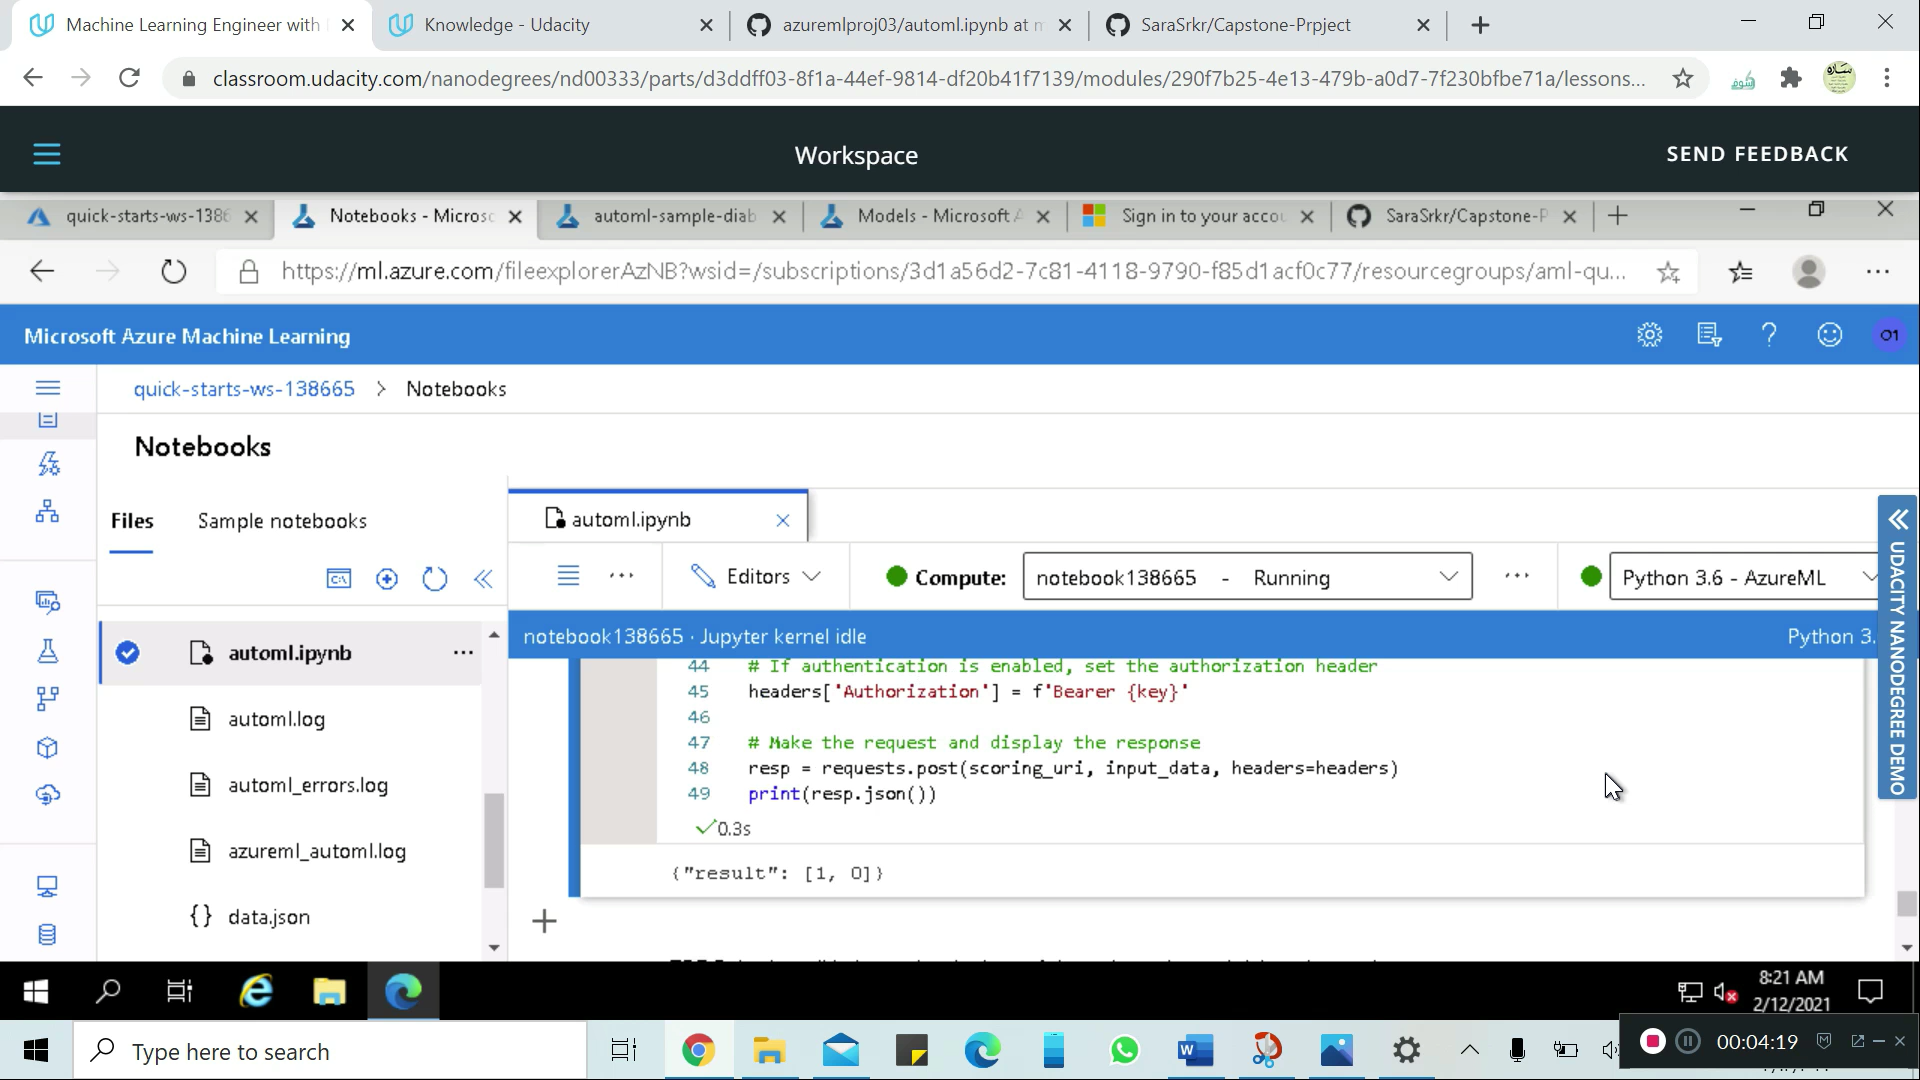 Machine Learning Engineer with
Knowledge - Udacity
azuremlproj03/automl.ipynb at m
SaraSrkr/Capstone-Prpject
classroom.udacity.com/nanodegrees/nd00333/parts/d3ddff03-8f1a-44ef-9814-df20b41f7139/modules/290f7b25-4e13-479b-a0d7-7f230bfbe71a/lessons...
Workspace
SEND FEEDBACK
quick-starts-ws-1386
Notebooks - Microso
automl-sample-diab
Models - Microsoft A
Sign in to your accou
SaraSrkr/Capstone-P
https://ml.azure.com/fileexplorerAzNB?wsid=/subscriptions/3d1a56d2-7c81-4118-9790-f85d1acf0c77/resourcegroups/aml-qu...
Microsoft Azure Machine Learning
O1
quick-starts-ws-138665 > Notebooks
Notebooks
Files
Sample notebooks
automl.ipynb
Editors
Compute:
notebook138665 - Running
Python 3.6 - AzureML
notebook138665 · Jupyter kernel idle
Python 3.
UDACITY NANODEGREE DEMO
automl.ipynb
automl.log
automl_errors.log
azureml_automl.log
{} data.json
44 # If authentication is enabled, set the authorization header
45 headers['Authorization'] = f'Bearer {key}'
46
47 # Make the request and display the response
48 resp = requests.post(scoring_uri, input_data, headers=headers)
49 print(resp.json())
0.3s
{"result": [1, 0]}
8:21 AM
2/12/2021
Type here to search
00:04:19